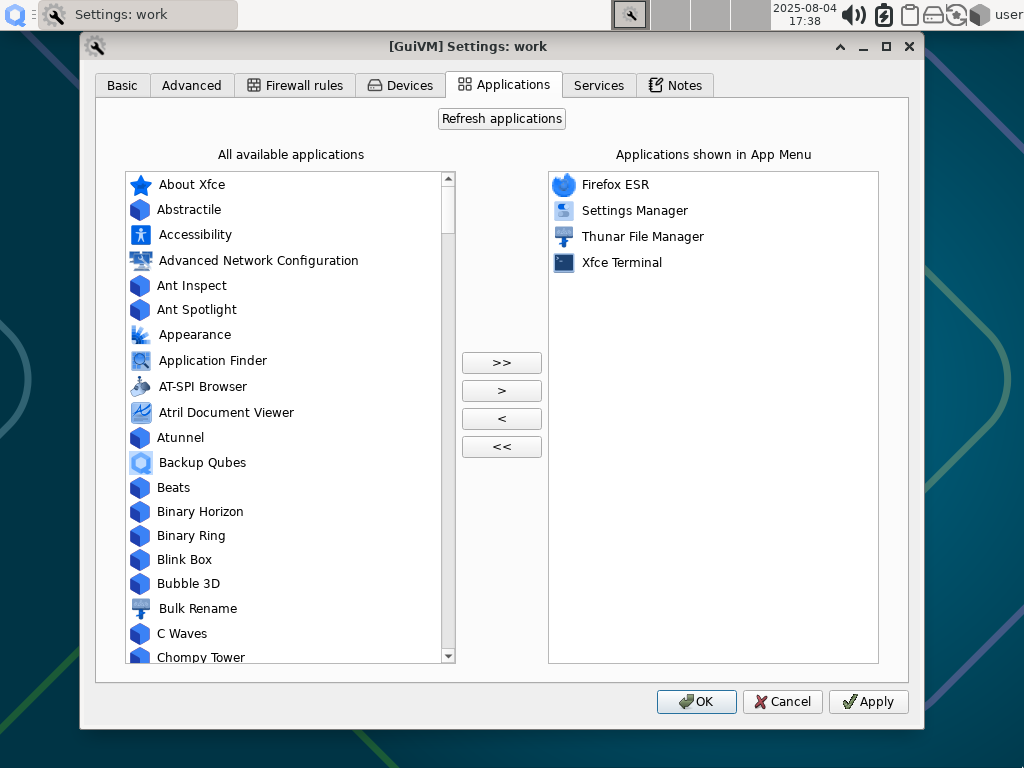 Settings: work
2025-08-04
17:38
user
[GuiVM] Settings: work
Basic
Advanced
Firewall rules
Devices
Applications
Services
Notes
Refresh applications
All available applications
Applications shown in App Menu
About Xfce
Abstractile
Accessibility
Advanced Network Configuration
Ant Inspect
Ant Spotlight
Appearance
Application Finder
AT-SPI Browser
Atril Document Viewer
Atunnel
Backup Qubes
Beats
Binary Horizon
Binary Ring
Blink Box
Bubble 3D
Bulk Rename
C Waves
Chompy Tower
>>
>
<
<<
Firefox ESR
Settings Manager
Thunar File Manager
Xfce Terminal
OK
Cancel
Apply